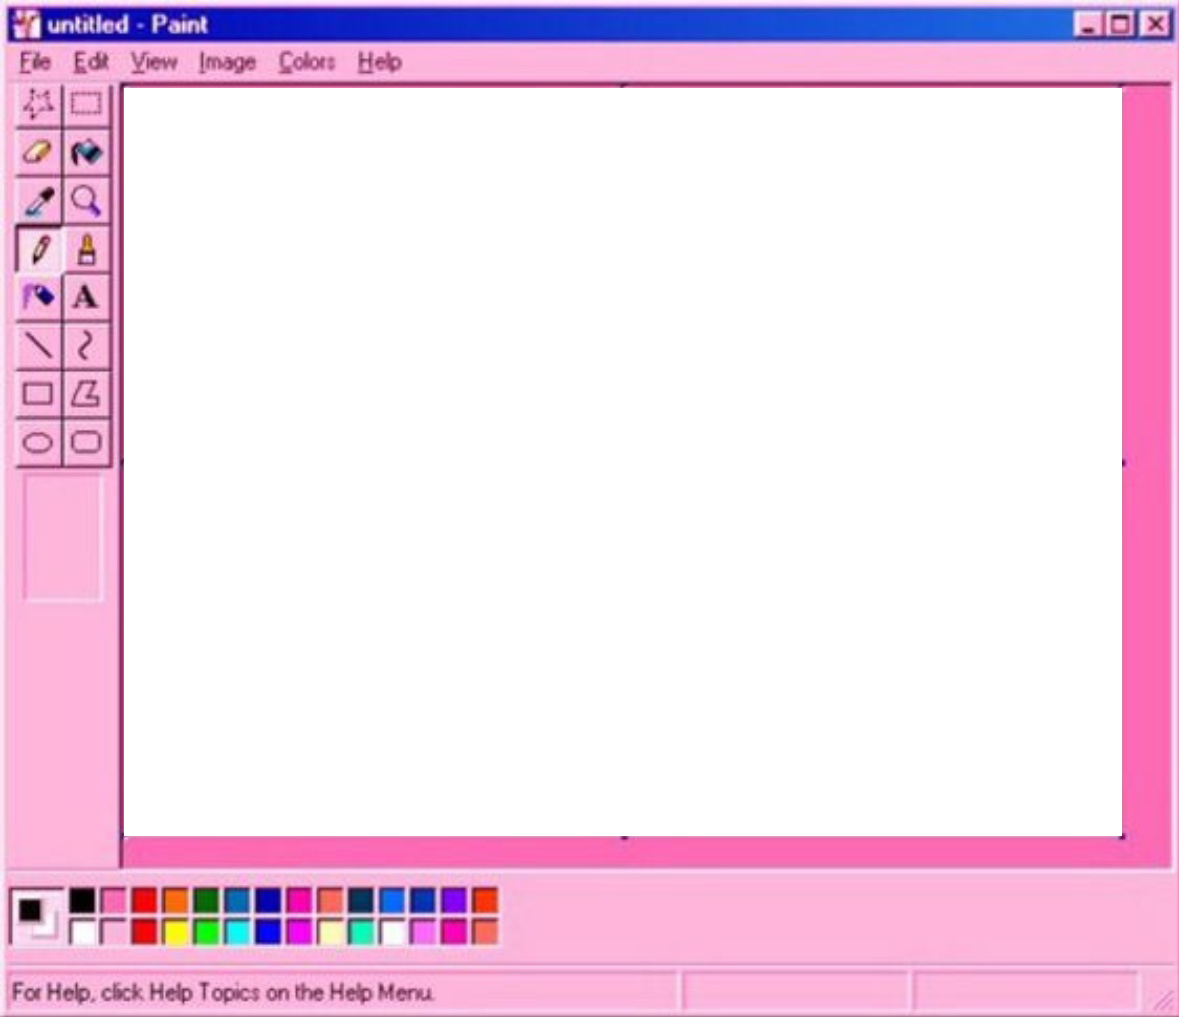 untitled - Paint
File Edit View Image Colors Help
A
For Help, click Help Topics on the Help Menu.